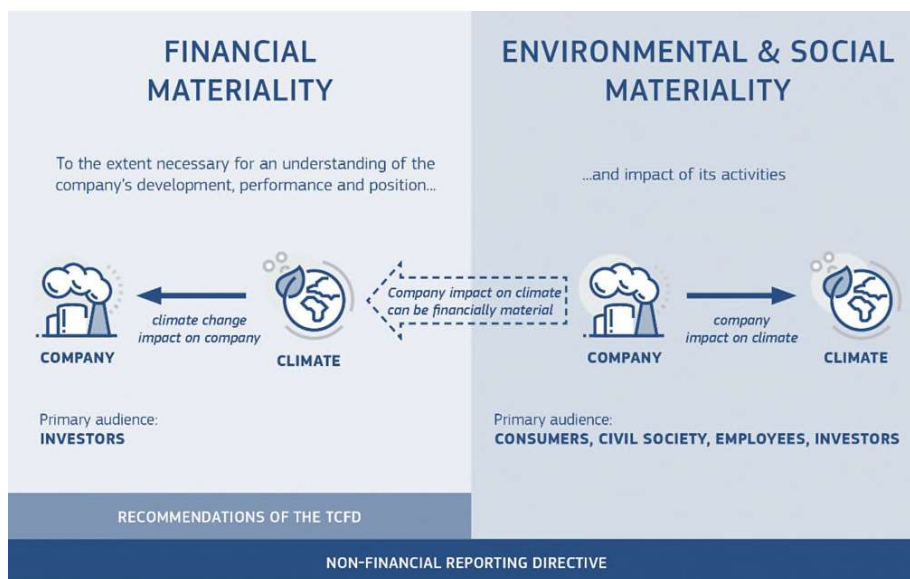 FINANCIAL
MATERIALITY
To the extent necessary for an understanding of the
company's development, performance and position...
climate change
impact on company
COMPANY
CLIMATE
Primary audience:
INVESTORS
RECOMMENDATIONS OF THE TCFD
Company impact on climate
can be financially material
ENVIRONMENTAL & SOCIAL
MATERIALITY
...and impact of its activities
company
impact on climate
COMPANY
CLIMATE
Primary audience:
CONSUMERS, CIVIL SOCIETY, EMPLOYEES, INVESTORS
NON-FINANCIAL REPORTING DIRECTIVE